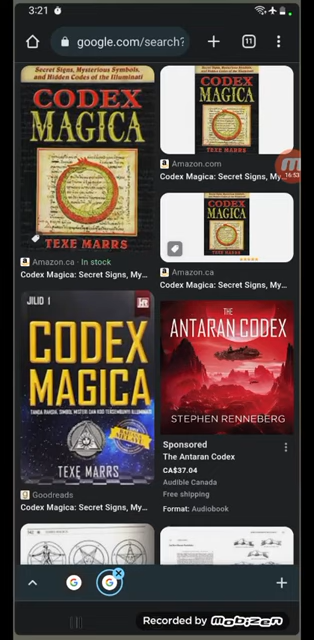 3:21
google.com/search?
11
Secret Signs, Mysterious Symbols,
and Hidden Codes of the Illuminati
CODEX
MAGICA
TEXE MARRS
Amazon.ca · In stock
Codex Magica: Secret Signs, My...
CODEX
MAGICA
TEXE MARRS
Amazon.com
Codex Magica: Secret Signs, My...
16:53
CODEX
MAGICA
Amazon.ca
Codex Magica: Secret Signs, My...
JILID 1
CODEX
MAGICA
TEXE MARRS
Goodreads
Codex Magica: Secret Signs, My...
THE
ANTARAN CODEX
STEPHEN RENNEBERG
Sponsored
The Antaran Codex
CA$37.04
Audible Canada
Free shipping
Format: Audiobook
Recorded by Mobizen